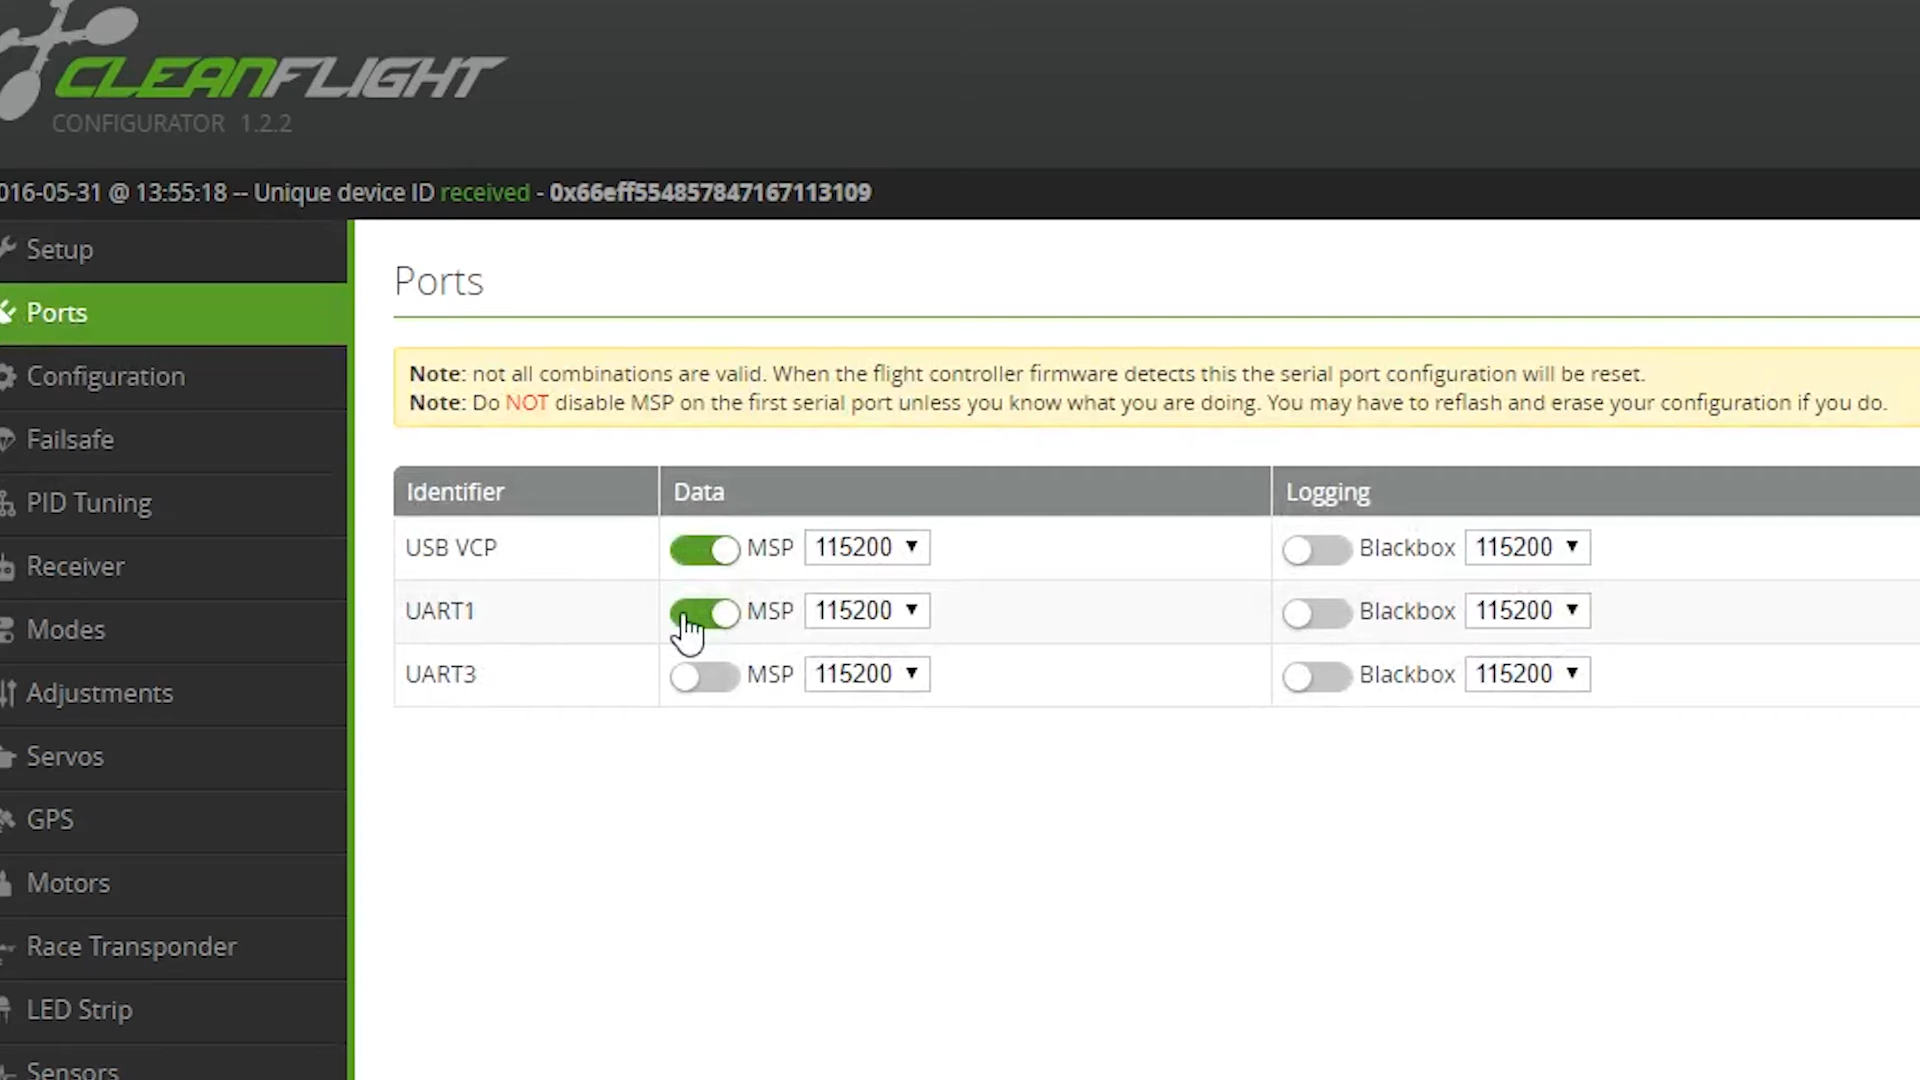 CLEANFLIGHT
CONFIGURATOR 1.2.2
016-05-31 @ 13:55:18 -- Unique device ID received - 0x66eff554857847167113109
Setup
Ports
Configuration
Failsafe
PID Tuning
Receiver
Modes
Adjustments
Servos
GPS
Motors
Race Transponder
LED Strip
Sensors
Ports
Note: not all combinations are valid. When the flight controller firmware detects this the serial port configuration will be reset.
Note: Do NOT disable MSP on the first serial port unless you know what you are doing. You may have to reflash and erase your configuration if you do.
Identifier Data Logging
USB VCP MSP 115200 Blackbox 115200
UART1 MSP 115200 Blackbox 115200
UART3 MSP 115200 Blackbox 115200